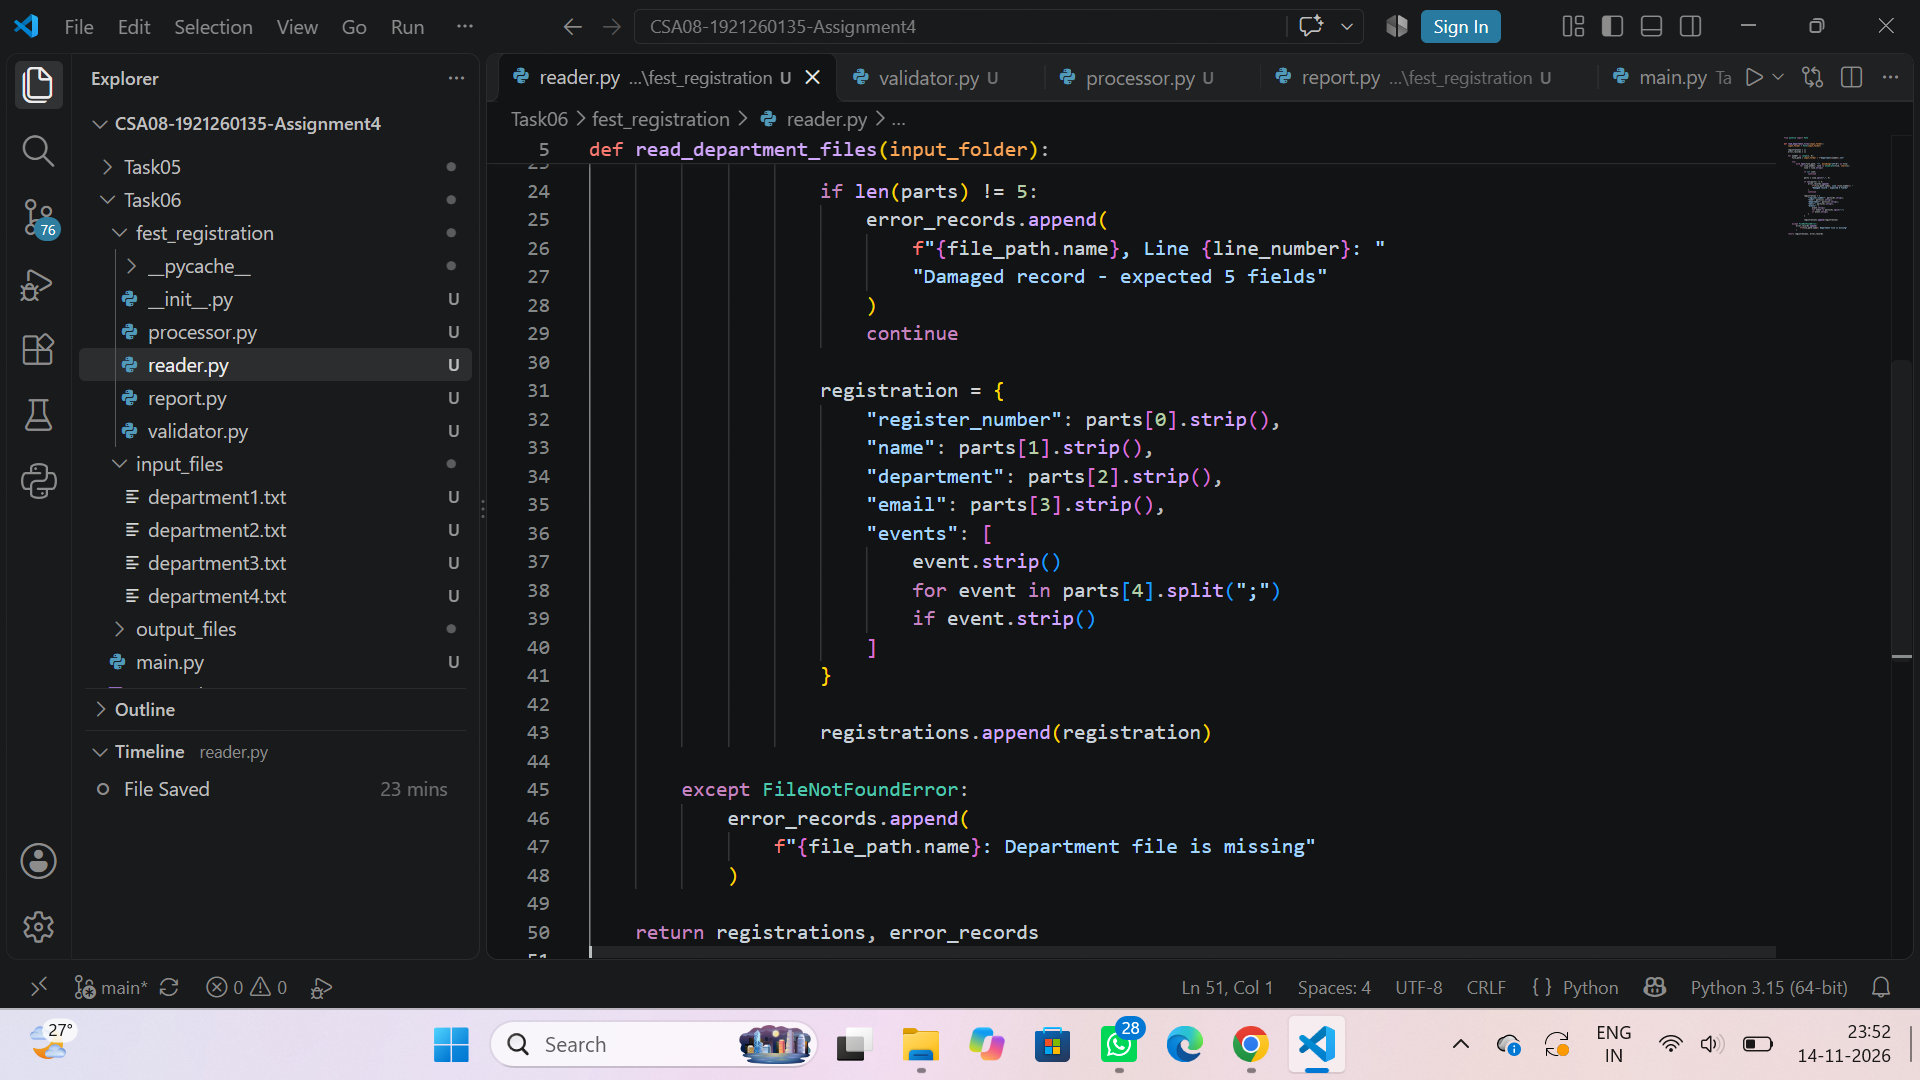 File Edit Selection View Go Run
CSA08-1921260135-Assignment4
Sign In
Explorer
CSA08-1921260135-Assignment4
Task05
Task06
fest_registration
__pycache__
__init__.py U
processor.py U
reader.py U
report.py U
validator.py U
input_files
department1.txt U
department2.txt U
department3.txt U
department4.txt U
output_files
main.py U
Outline
Timeline reader.py
File Saved 23 mins
76
reader.py ...\fest_registration U
validator.py U
processor.py U
report.py ...\fest_registration U
main.py Ta
Task06 > fest_registration > reader.py > ...
5 def read_department_files(input_folder):
24 if len(parts) != 5:
25 error_records.append(
26 f"{file_path.name}, Line {line_number}: "
27 "Damaged record - expected 5 fields"
28 )
29 continue
30
31 registration = {
32 "register_number": parts[0].strip(),
33 "name": parts[1].strip(),
34 "department": parts[2].strip(),
35 "email": parts[3].strip(),
36 "events": [
37 event.strip()
38 for event in parts[4].split(";")
39 if event.strip()
40 ]
41 }
42
43 registrations.append(registration)
44
45 except FileNotFoundError:
46 error_records.append(
47 f"{file_path.name}: Department file is missing"
48 )
49
50 return registrations, error_records
main* 0 0
Ln 51, Col 1 Spaces: 4 UTF-8 CRLF { } Python Python 3.15 (64-bit)
27°
Search
28
ENG
IN
23:52
14-11-2026